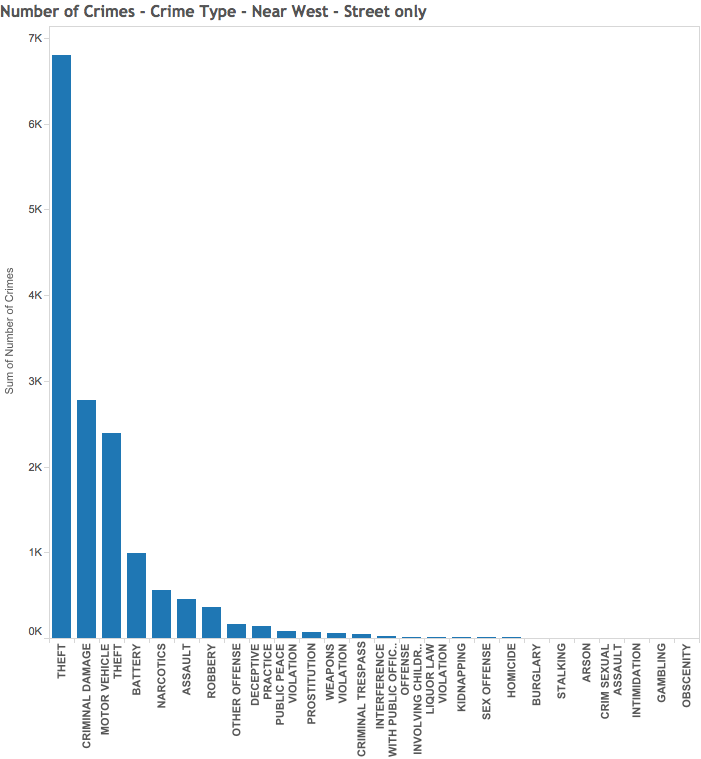 Number of Crimes - Crime Type - Near West - Street only
7K
6K
5K
4K
3K
2K
1K
0K
Sum of Number of Crimes
THEFT
CRIMINAL DAMAGE
MOTOR VEHICLE
THEFT
BATTERY
NARCOTICS
ASSAULT
ROBBERY
OTHER OFFENSE
DECEPTIVE
PRACTICE
PUBLIC PEACE
VIOLATION
PROSTITUTION
WEAPONS
VIOLATION
CRIMINAL TRESPASS
INTERFERENCE
WITH PUBLIC OFFIC..
OFFENSE
INVOLVING CHILDR..
LIQUOR LAW
VIOLATION
KIDNAPPING
SEX OFFENSE
HOMICIDE
BURGLARY
STALKING
ARSON
CRIM SEXUAL
ASSAULT
INTIMIDATION
GAMBLING
OBSCENITY